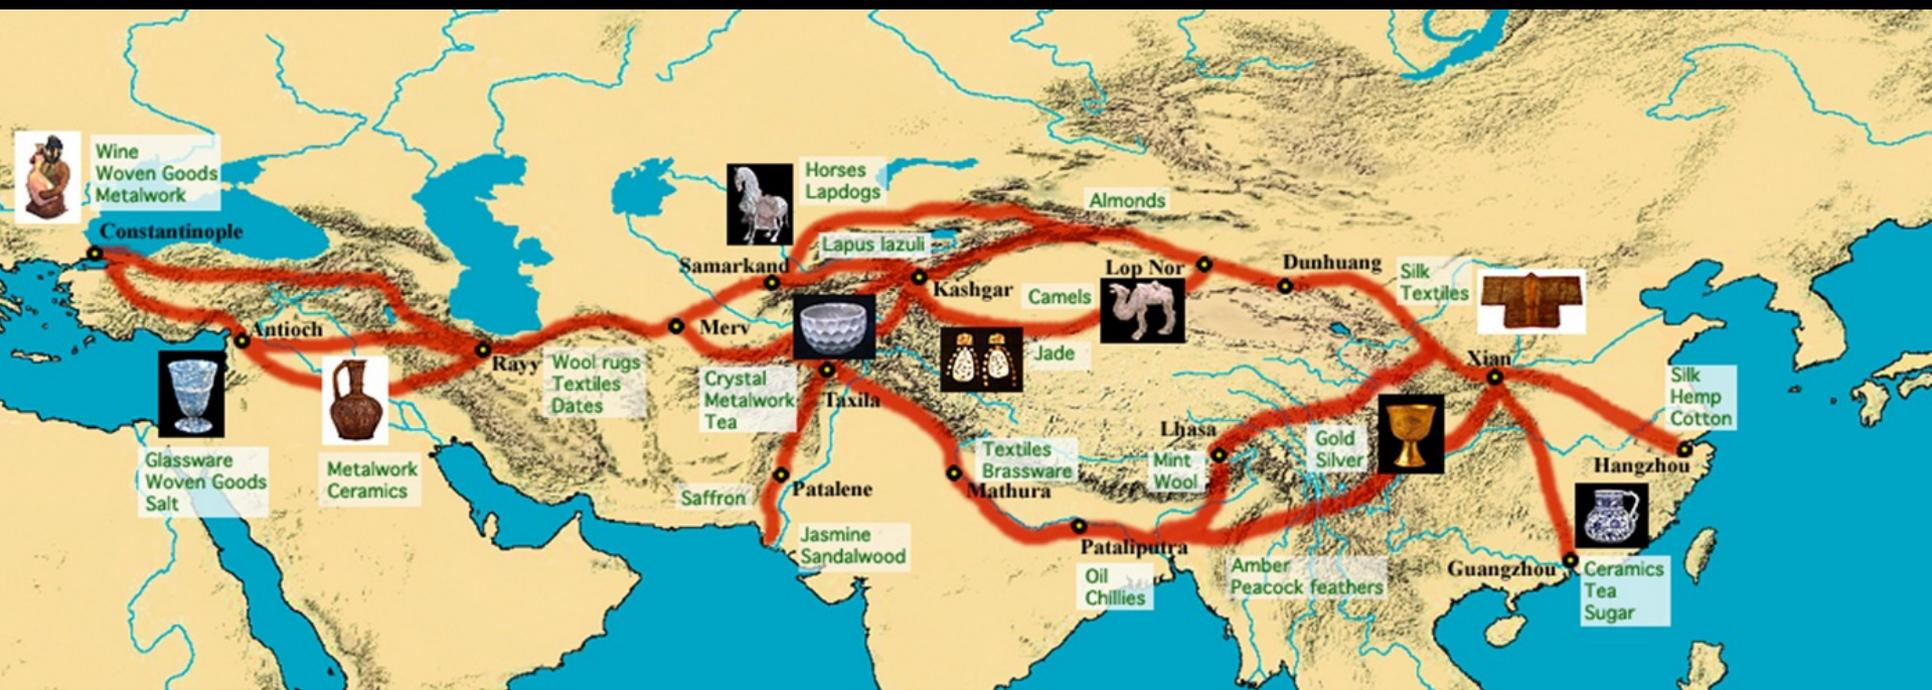 Wine
Woven Goods
Metalwork
Constantinople
Horses
Lapdogs
Almonds
Lapus lazuli
Samarkand
Kashgar
Camels
Lop Nor
Dunhuang
Silk
Textiles
Antioch
Merv
Jade
Rayy
Wool rugs
Textiles
Dates
Xian
Silk
Hemp
Cotton
Crystal
Metalwork
Tea
Taxila
Glassware
Woven Goods
Salt
Metalwork
Ceramics
Lhasa
Mint
Wool
Gold
Silver
Textiles
Brassware
Mathura
Hangzhou
Saffron
Patalene
Jasmine
Sandalwood
Pataliputra
Oil
Chillies
Amber
Peacock feathers
Guangzhou
Ceramics
Tea
Sugar